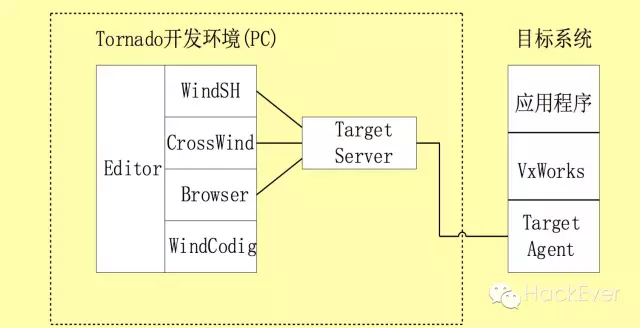 Tornado开发环境(PC)
目标系统
Editor
WindSH
CrossWind
Browser
WindCodig
Target
Server
应用程序
VxWorks
Target
Agent
HackEver